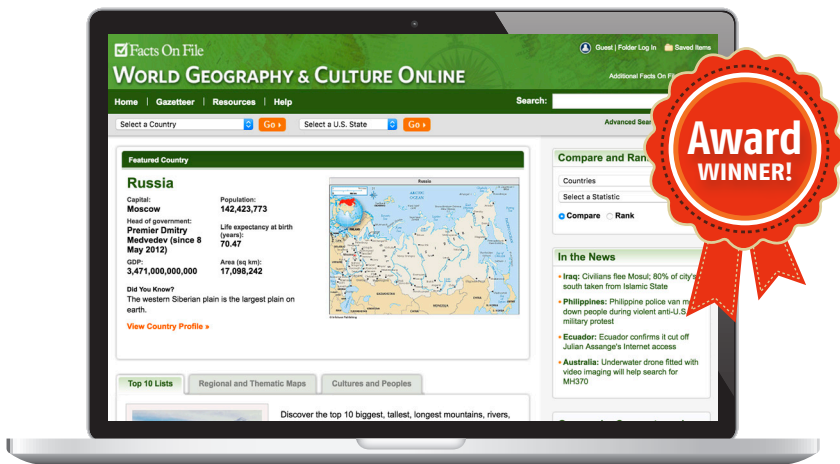 Facts On File
WORLD GEOGRAPHY & CULTURE ONLINE
Guest | Folder Log In Saved Items
Additional Facts On
Home | Gazetteer | Resources | Help
Search:
Select a Country Go Select a U.S. State Go
Advanced
Award
WINNER!
Featured Country
Russia
Capital:
Moscow
Head of government:
Premier Dmitry
Medvedev (since 8
May 2012)
GDP:
3,471,000,000,000
Population:
142,423,773
Life expectancy at birth
(years):
70.47
Area (sq km):
17,098,242
Did You Know?
The western Siberian plain is the largest plain on
earth.
View Country Profile »
Russia
Compare and
Countries
Select a Statistic
Compare Rank
In the News
Iraq: Civilians flee Mosul; 80% of city's
south taken from Islamic State
Philippines: Philippine police van
down people during violent anti-U.S.
military protest
Ecuador: Ecuador confirms it cut off
Julian Assange's Internet access
Australia: Underwater drone fitted with
video imaging will help search for
MH370
Top 10 Lists Regional and Thematic Maps Cultures and Peoples
Discover the top 10 biggest, tallest, longest mountains, rivers,